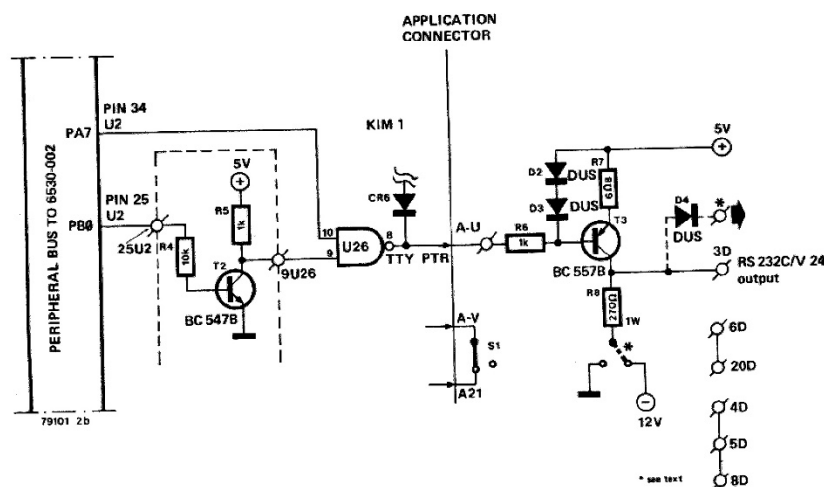 APPLICATION
CONNECTOR
PIN 34
U2
PA7
KIM 1
5V
R7
6Ω8
D2
DUS
D3
DUS
D4
DUS
*
CR6
5V
R5
1k
PIN 25
U2
PB0
25U2
R4
10k
T2
BC 547B
10
9
U26
8
TTY
PTR
9U26
A-U
R6
1k
T3
BC 557B
3D
RS 232C/V 24
output
R8
270Ω
1W
*
A-V
S1
A21
12V
6D
20D
4D
5D
8D
PERIPHERAL BUS TO 6530-002
79101 2b
* see text